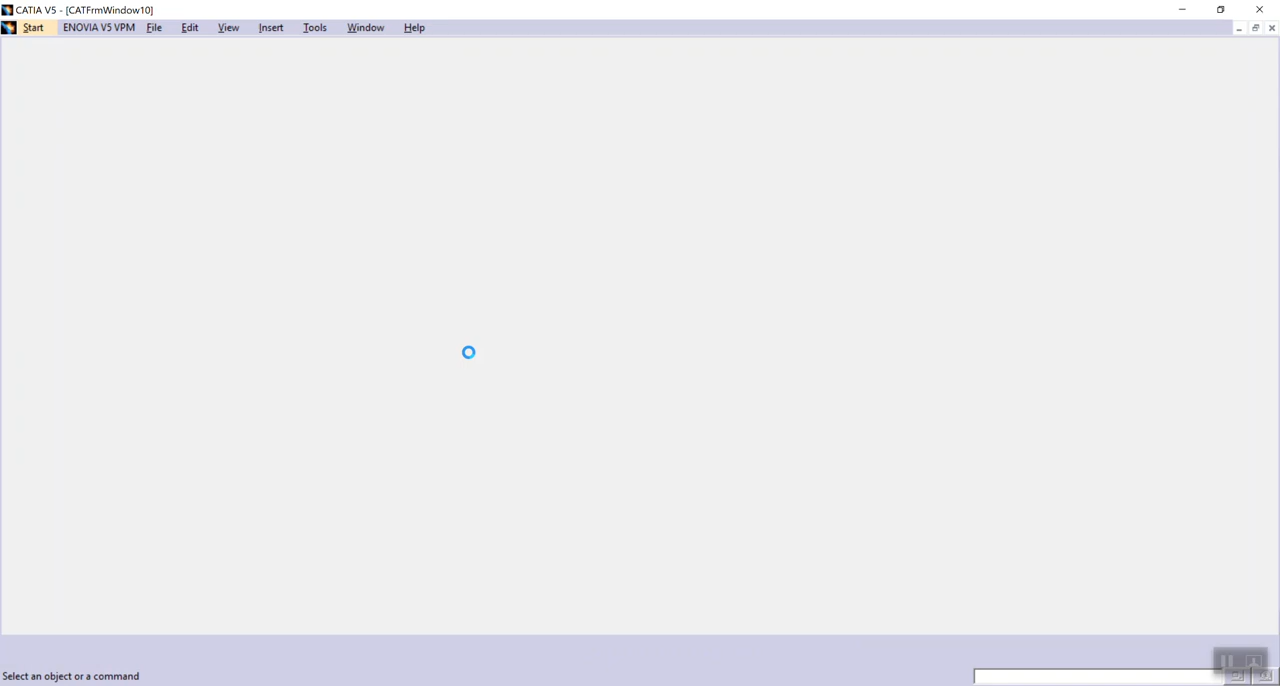 CATIA V5 - [CATFrmWindow10]
Start ENOVIA V5 VPM File Edit View Insert Tools Window Help
Select an object or a command